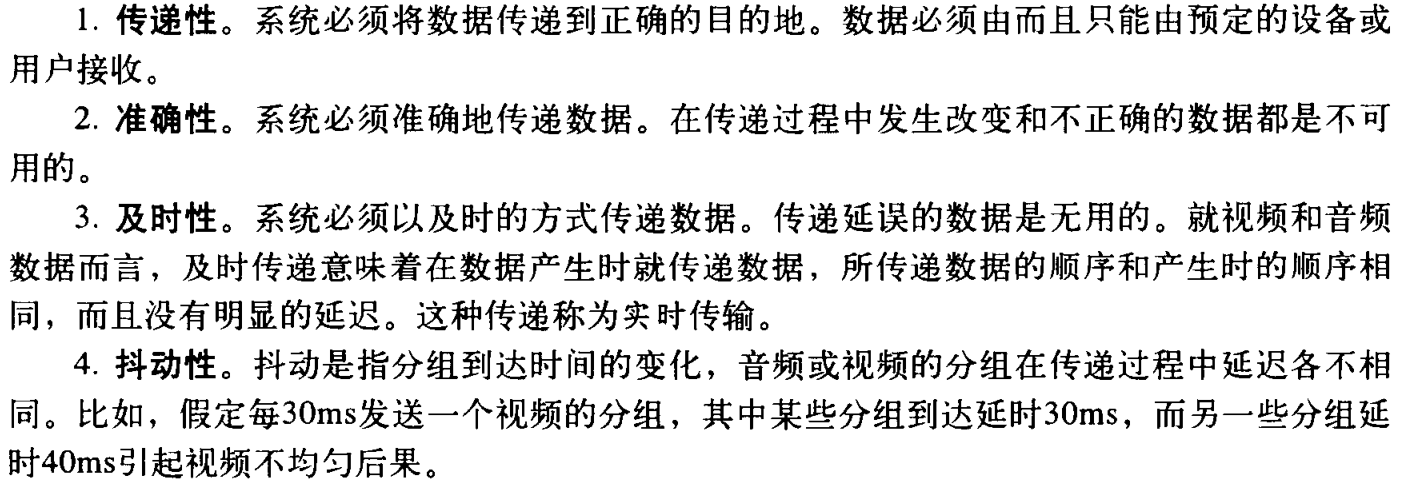 1. 传递性。系统必须将数据传递到正确的目的地。数据必须由而且只能由预定的设备或
用户接收。
2. 准确性。系统必须准确地传递数据。在传递过程中发生改变和不正确的数据都是不可
用的。
3. 及时性。系统必须以及时的方式传递数据。传递延误的数据是无用的。就视频和音频
数据而言，及时传递意味着在数据产生时就传递数据，所传递数据的顺序和产生时的顺序相
同，而且没有明显的延迟。这种传递称为实时传输。
4. 抖动性。抖动是指分组到达时间的变化，音频或视频的分组在传递过程中延迟各不相
同。比如，假定每30ms发送一个视频的分组，其中某些分组到达延时30ms，而另一些分组延
时40ms引起视频不均匀后果。